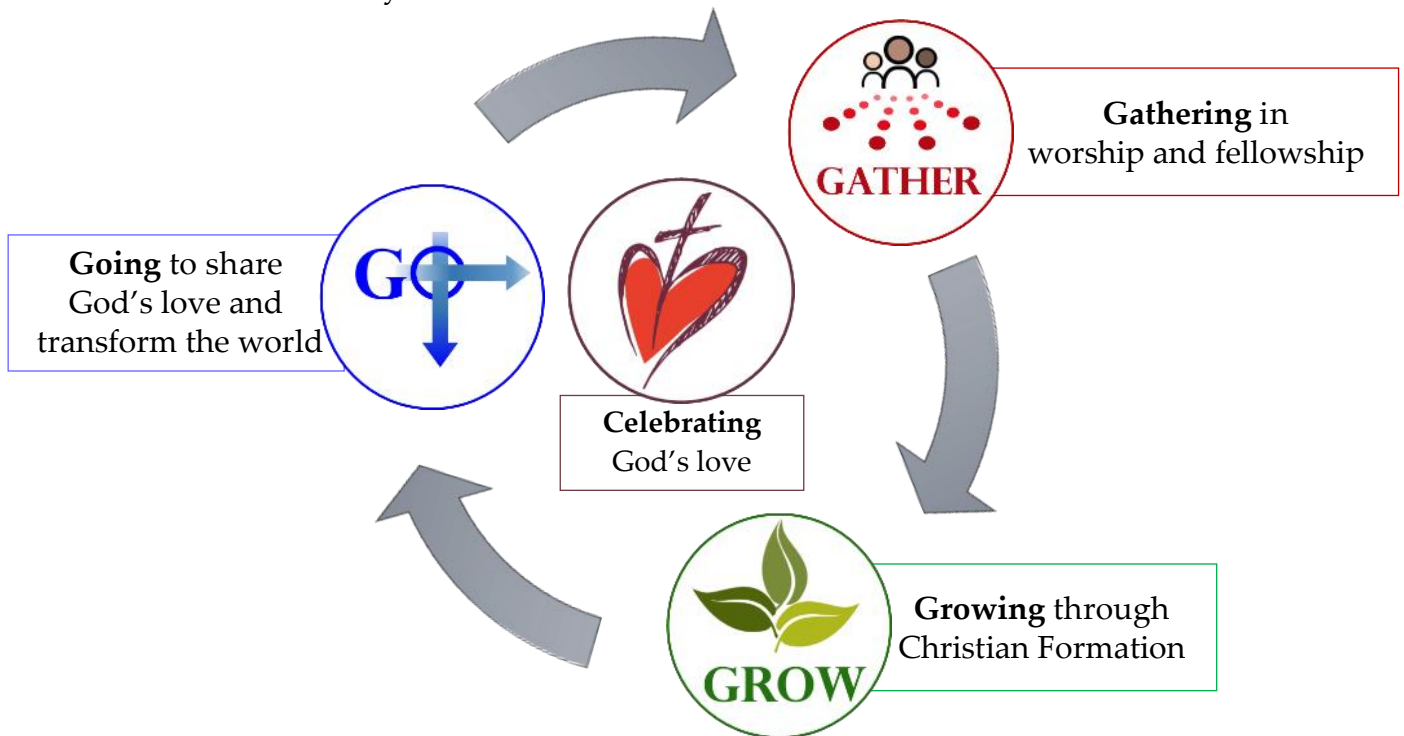 y
GATHER
Gathering in
worship and fellowship
GO
Going to share
God’s love and
transform the world
Celebrating
God’s love
GROW
Growing through
Christian Formation